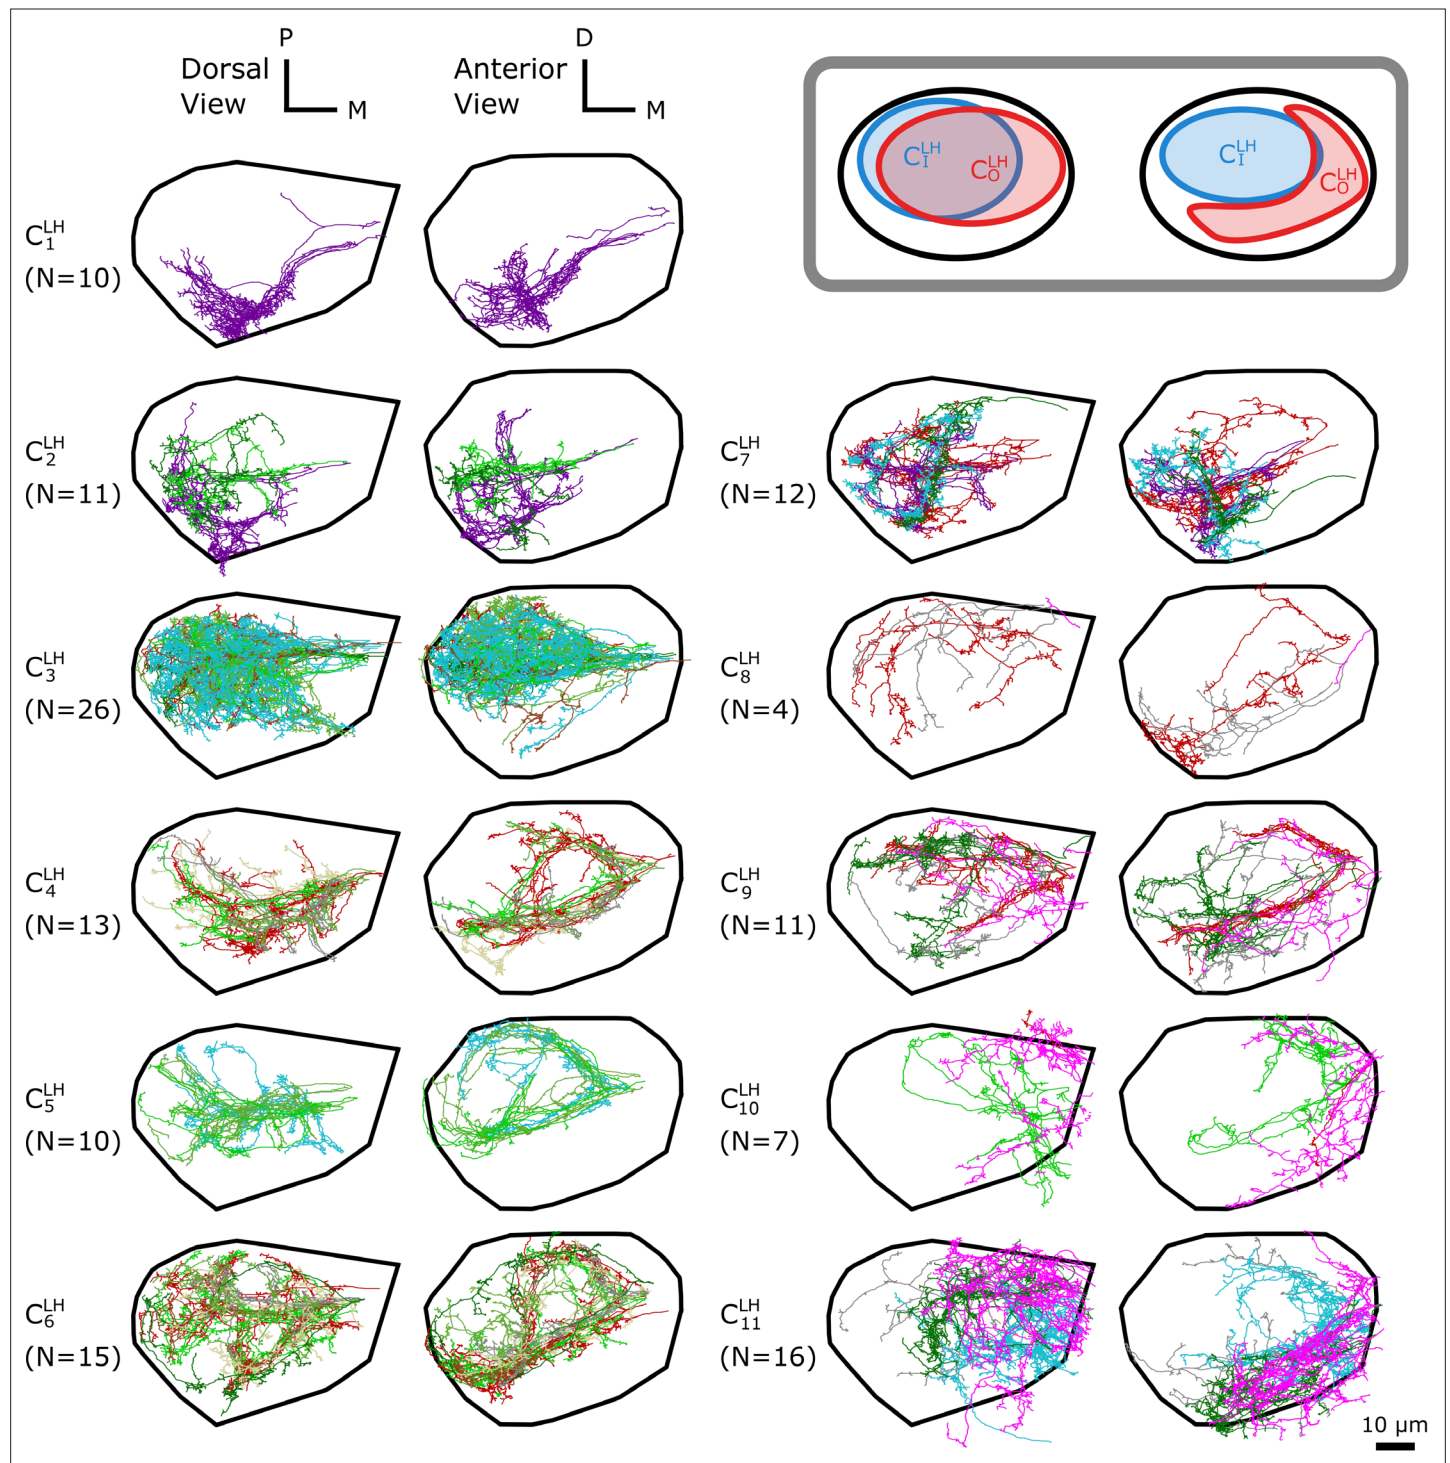 P
D
Dorsal
View
M
Anterior
View
M
C_I^LH
C_O^LH
C_I^LH
C_O^LH
C_1^LH
(N=10)
C_2^LH
(N=11)
C_7^LH
(N=12)
C_3^LH
(N=26)
C_8^LH
(N=4)
C_4^LH
(N=13)
C_9^LH
(N=11)
C_5^LH
(N=10)
C_10^LH
(N=7)
C_6^LH
(N=15)
C_11^LH
(N=16)
10 μm